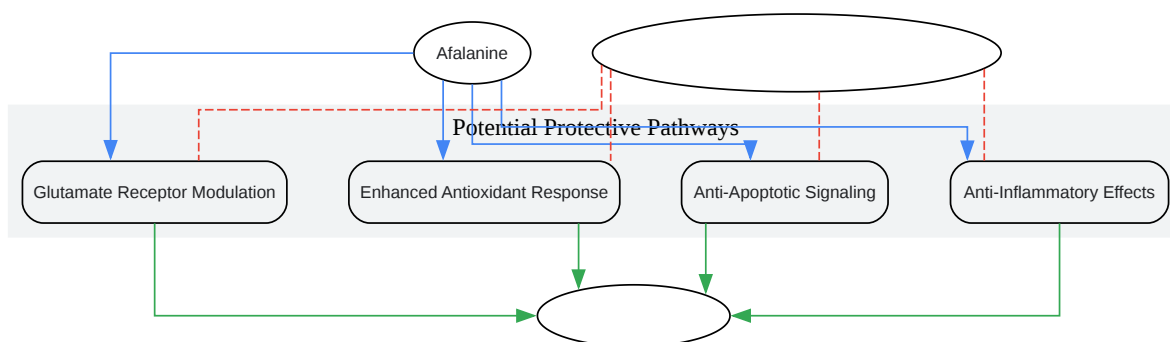 Afalanine
Potential Protective Pathways
Glutamate Receptor Modulation
Enhanced Antioxidant Response
Anti-Apoptotic Signaling
Anti-Inflammatory Effects